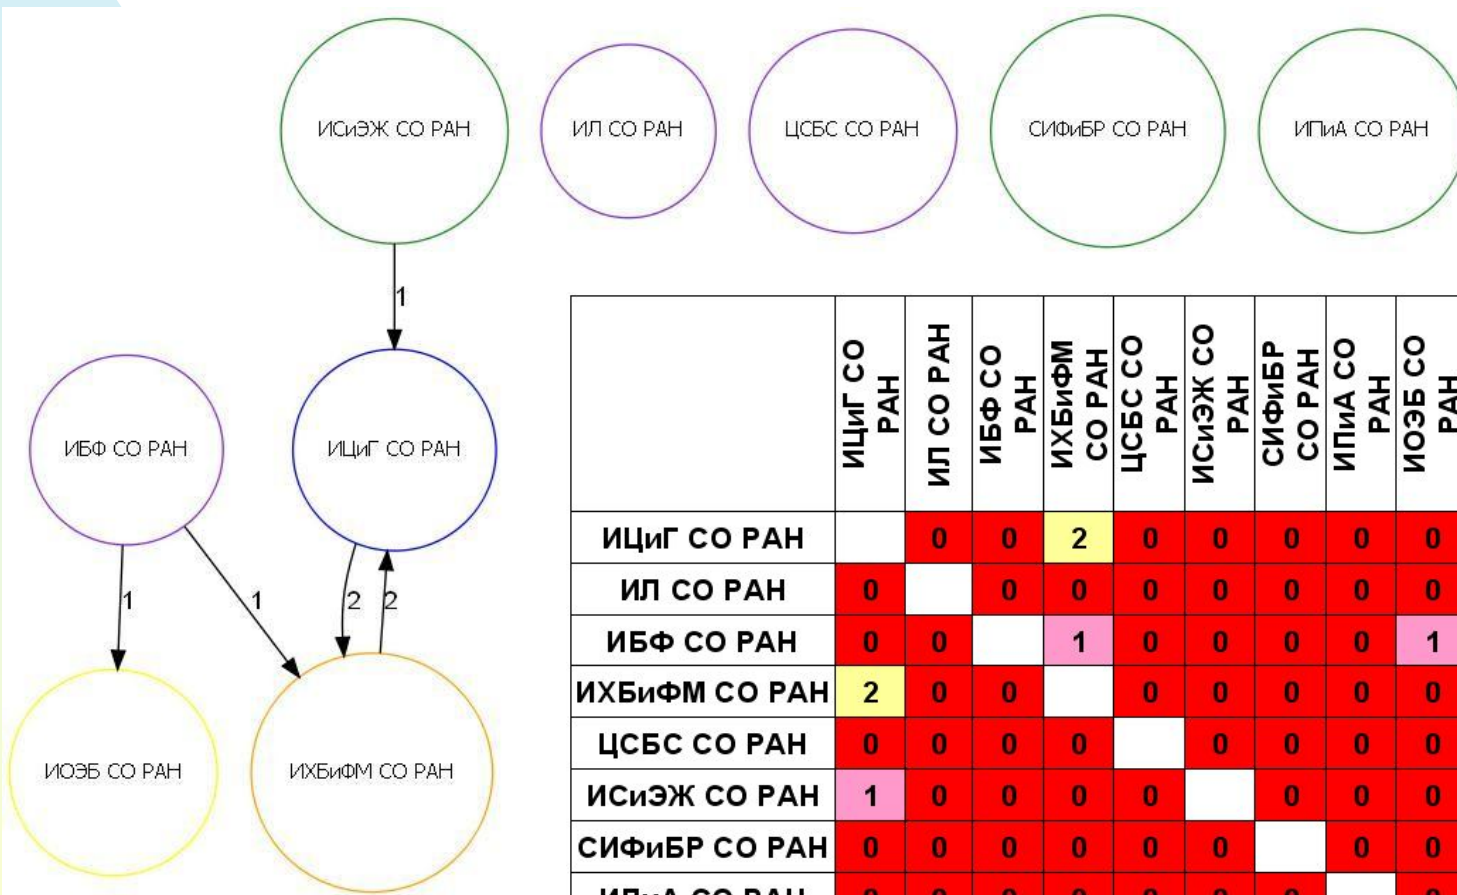 ИСиЭЖ СО РАН
ИЛ СО РАН
ЦСБС СО РАН
СИФиБР СО РАН
ИПиА СО РАН
1
ИБФ СО РАН
ИЦиГ СО РАН
1
1
2
2
ИОЭБ СО РАН
ИХБиФМ СО РАН
ИЦиГ СО
РАН
ИЛ СО РАН
ИБФ СО
РАН
ИХБиФМ
СО РАН
ЦСБС СО
РАН
ИСиЭЖ СО
РАН
СИФиБР
СО РАН
ИПиА СО
РАН
ИОЭБ СО
РАН
ИЦиГ СО РАН 0 0 2 0 0 0 0 0
ИЛ СО РАН 0 0 0 0 0 0 0 0
ИБФ СО РАН 0 0 1 0 0 0 0 1
ИХБиФМ СО РАН 2 0 0 0 0 0 0 0
ЦСБС СО РАН 0 0 0 0 0 0 0 0
ИСиЭЖ СО РАН 1 0 0 0 0 0 0 0
СИФиБР СО РАН 0 0 0 0 0 0 0 0
ИПиА СО РАН